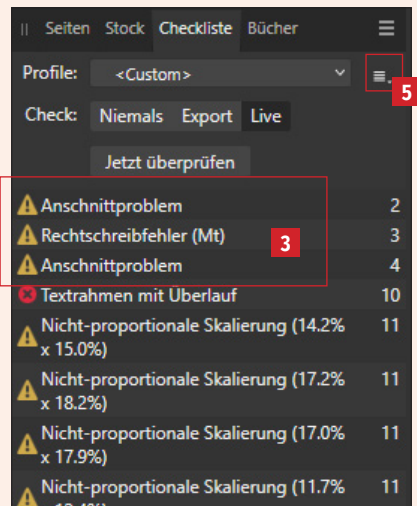 Seiten Stock Checkliste Bücher
Profile: <Custom>
5
Check: Niemals Export Live
Jetzt überprüfen
Anschnittproblem 2
Rechtschreibfehler (Mt) 3
3
Anschnittproblem 4
Textrahmen mit Überlauf 10
Nicht-proportionale Skalierung (14.2% 11
x 15.0%)
Nicht-proportionale Skalierung (17.2% 11
x 18.2%)
Nicht-proportionale Skalierung (17.0% 11
x 17.9%)
Nicht-proportionale Skalierung (11.7% 11